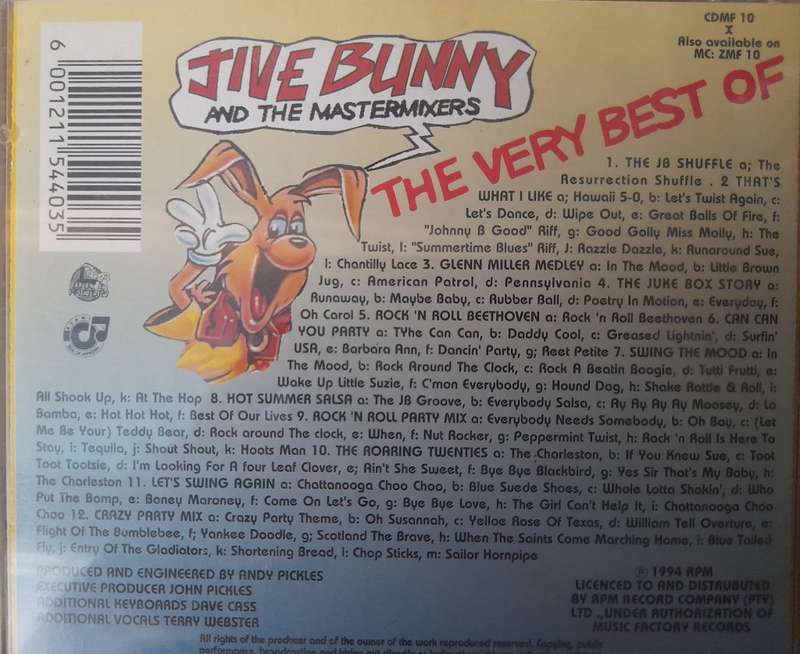 CDMF 10
X
Also available on
MC: ZMF 10
6 001211 544035
JIVE BUNNY
AND THE MASTERMIXERS
THE VERY BEST OF
1. THE JB SHUFFLE a; The
Resurrection Shuffle . 2 THAT'S
WHAT I LIKE a; Hawaii 5-0, b: Let's Twist Again, c:
Let's Dance, d: Wipe Out, e: Great Balls Of Fire, f:
"Johnny B Good" Riff, g: Good Golly Miss Molly, h: The
Twist, I: "Summertime Blues" Riff, J: Razzle Dazzle, k: Runaround Sue,
l: Chantilly Lace 3. GLENN MILLER MEDLEY a: In The Mood, b: Little Brown
Jug, c: American Patrol, d: Pennsylvania 4. THE JUKE BOX STORY a:
Runaway, b: Maybe Baby, c: Rubber Ball, d: Poetry In Motion, e: Everyday, f:
Oh Carol 5. ROCK 'N ROLL BEETHOVEN a: Rock 'n Roll Beethoven 6. CAN CAN
YOU PARTY a: TYhe Can Can, b: Daddy Cool, c: Greased Lightnin', d: Surfin'
USA, e: Barbara Ann, f: Dancin' Party, g; Reet Petite 7. SWING THE MOOD a: In
The Mood, b: Rock Around The Clock, c: Rock A Beatin Boogie, d: Tutti Frutti, e:
Wake Up Little Suzie, f: C'mon Everybody, g: Hound Dog, h: Shake Rattle & Roll, i:
All Shook Up, k: At The Hop 8. HOT SUMMER SALSA a: The JB Groove, b: Everybody Salsa, c: Ay Ay Ay Ay Moosey, d: La
Bamba, e: Hot Hot Hot, f: Best Of Our Lives 9. ROCK 'N ROLL PARTY MIX a: Everybody Needs Somebody, b: Oh Boy, c: (Let
Me Be Your) Teddy Bear, d: Rock around The clock, e: When, f: Nut Rocker, g: Peppermint Twist, h: Rock 'n Roll Is Here To
Stay, i: Tequila, j: Shout Shout, k: Hoots Man 10. THE ROARING TWENTIES a: The Charleston, b: If You Knew Sue, c: Toot
Toot Tootsie, d: I'm Looking For A four Leaf Clover, e; Ain't She Sweet, f: Bye Bye Blackbird, g: Yes Sir That's My Baby, h:
The Charleston 11. LET'S SWING AGAIN a: Chattanooga Choo Choo, b: Blue Suede Shoes, c: Whole Lotta Shakin', d: Who
Put The Bomp, e: Boney Maroney, f: Come On Let's Go, g: Bye Bye Love, h: The Girl Can't Help It, i: Chattanooga Choo
Choo 12. CRAZY PARTY MIX a: Crazy Party Theme, b: Oh Susannah, c: Yelloe Rose Of Texas, d: William Tell Overture, e:
Flight Of The Bumblebee, f; Yankee Doodle, g; Scotland The Brave, h: When The Saints Come Marching Home, i: Blue Tailed
Fly, j: Entry Of The Gladiators, k: Shortening Bread, l: Chop Sticks, m: Sailor Hornpipe
PRODUCED AND ENGINEERED BY ANDY PICKLES
EXECUTIVE PRODUCER JOHN PICKLES
ADDITIONAL KEYBOARDS DAVE CASS
ADDITIONAL VOCALS TERRY WEBSTER
℗ 1994 RPM
LICENCED TO AND DISTRUBUTED
BY RPM RECORD COMPANY (PTY)
LTD .,UNDER AUTHORIZATION OF
MUSIC FACTORY RECORDS
All rights of the producer and of the owner of the work reproduced reserved. Copying, public
performance, broadcasting and